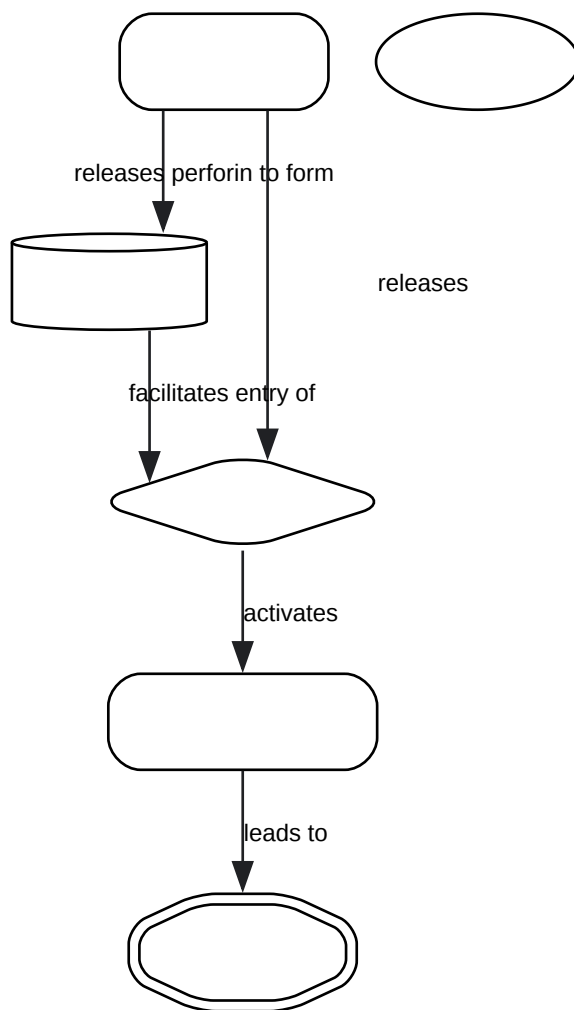 releases perforin to form
releases
facilitates entry of
activates
leads to